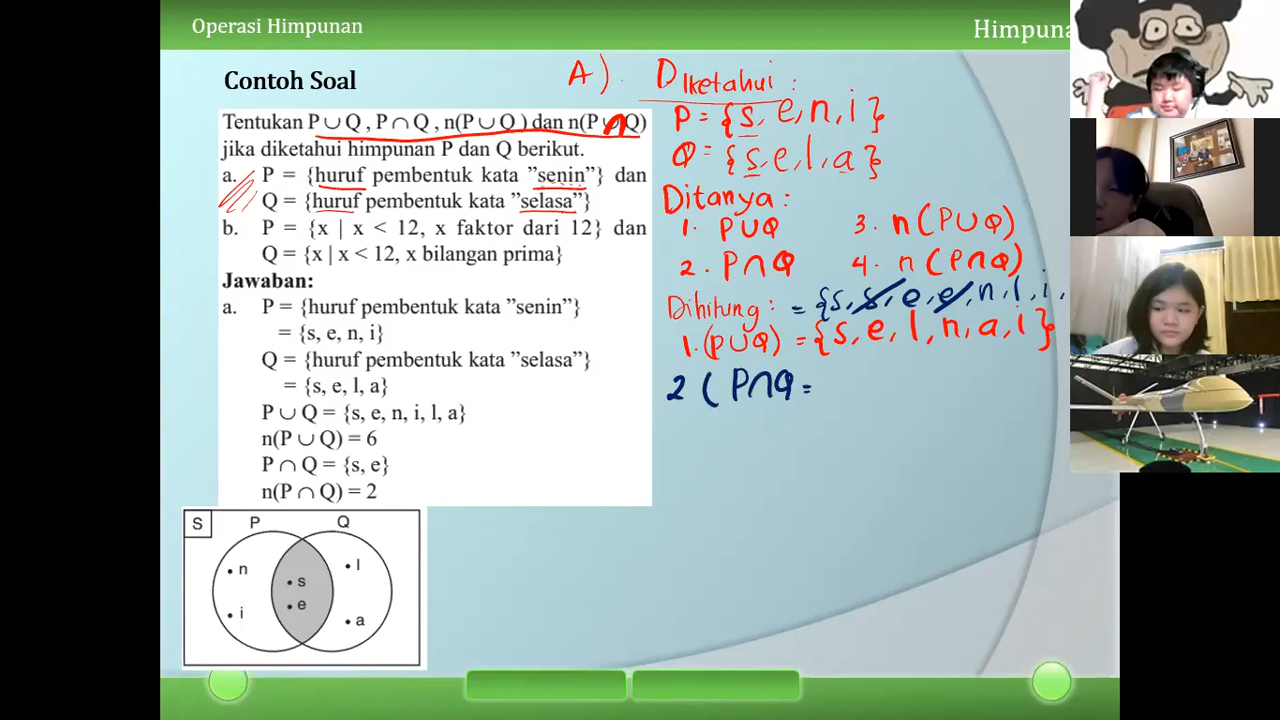 Operasi Himpunan
Himpuna
Contoh Soal
Tentukan P ∪ Q , P ∩ Q , n(P ∪ Q ) dan n(P ∩ Q)
jika diketahui himpunan P dan Q berikut.
a. P = {huruf pembentuk kata ”senin”} dan
Q = {huruf pembentuk kata ”selasa”}
b. P = {x | x < 12, x faktor dari 12} dan
Q = {x | x < 12, x bilangan prima}
Jawaban:
a. P = {huruf pembentuk kata ”senin”}
= {s, e, n, i}
Q = {huruf pembentuk kata ”selasa”}
= {s, e, l, a}
P ∪ Q = {s, e, n, i, l, a}
n(P ∪ Q) = 6
P ∩ Q = {s, e}
n(P ∩ Q) = 2
S P Q
n s l
i e a
A). Diketahui :
P = {s, e, n, i}
Q = {s, e, l, a}
Ditanya :
1. P∪Q 3. n (P∪Q)
2. P∩Q 4. n (P∩Q)
Dihitung : = {s, s, e, e, n, l, i,
1. (P∪Q) = {s, e, l, n, a, i}
2 ( P∩Q =